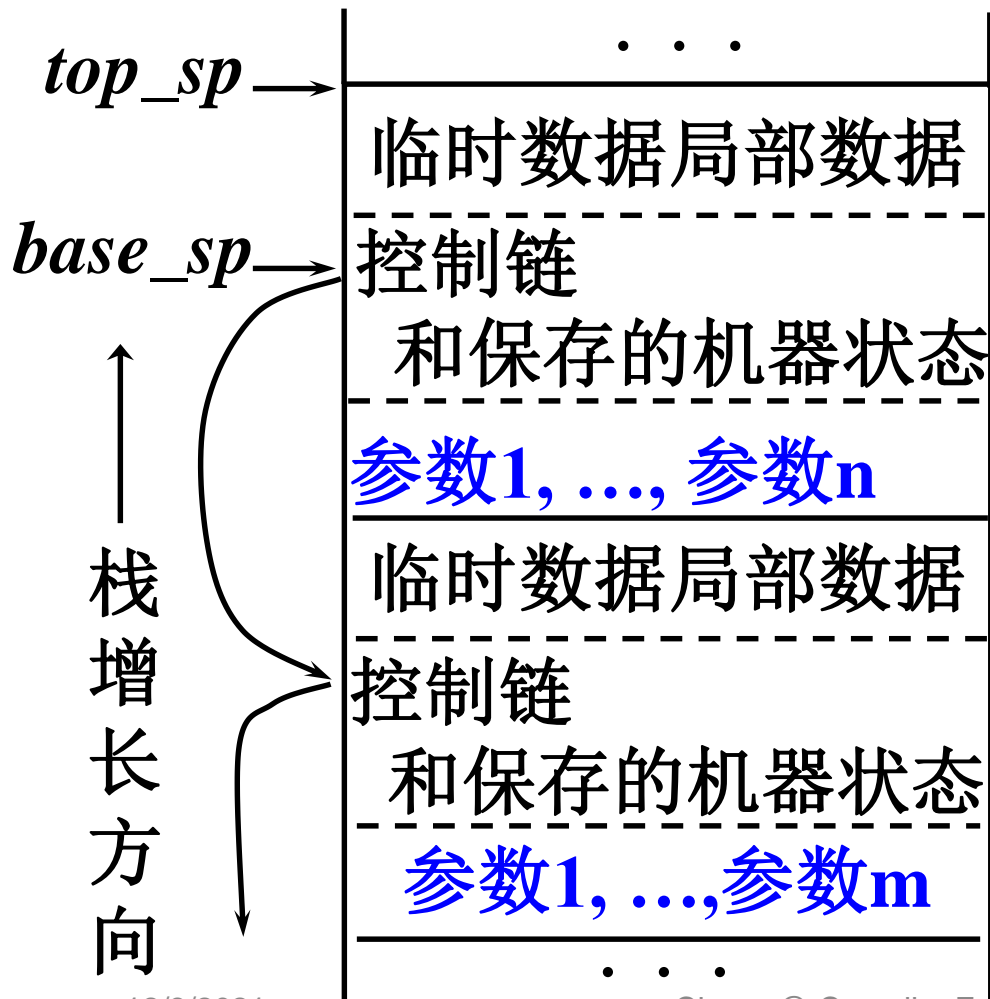 . . .
top_sp
临时数据局部数据
base_sp
控制链
和保存的机器状态
参数1, …, 参数n
临时数据局部数据
栈增长方向
控制链
和保存的机器状态
参数1, …,参数m
. . .